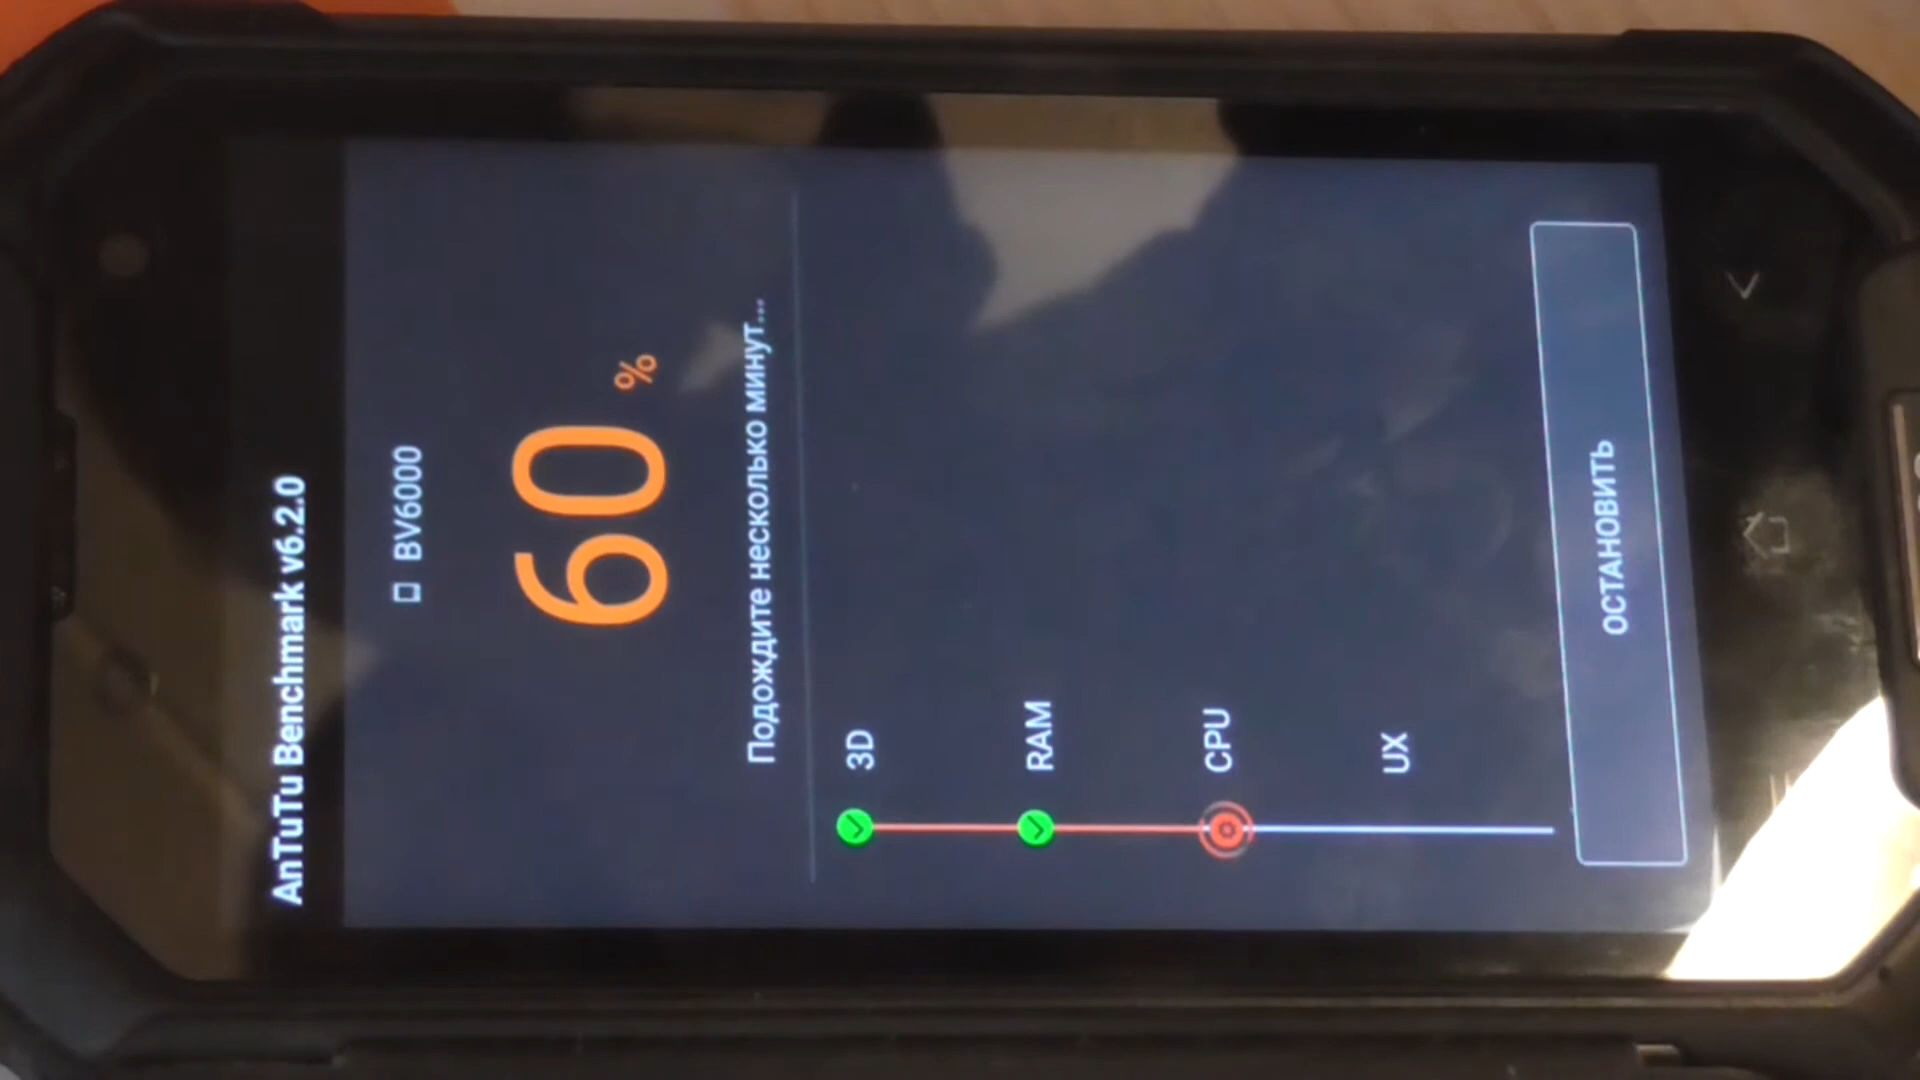 AnTuTu Benchmark v6.2.0
BV6000
60 %
Подождите несколько минут...
3D
RAM
CPU
UX
ОСТАНОВИТЬ